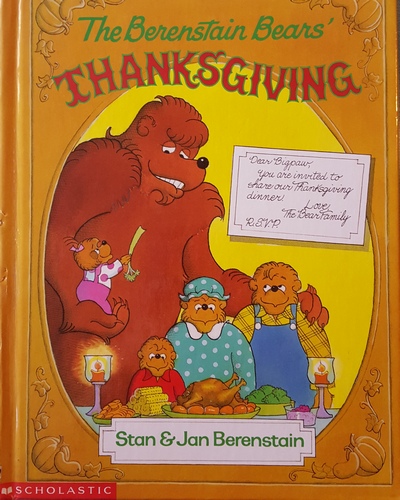 The Berenstain Bears'
THANKSGIVING
Dear Bigpaw,
You are invited to
share our Thanksgiving
dinner!
Love,
The Bear Family
R.S.V.P.
Stan & Jan Berenstain
SCHOLASTIC